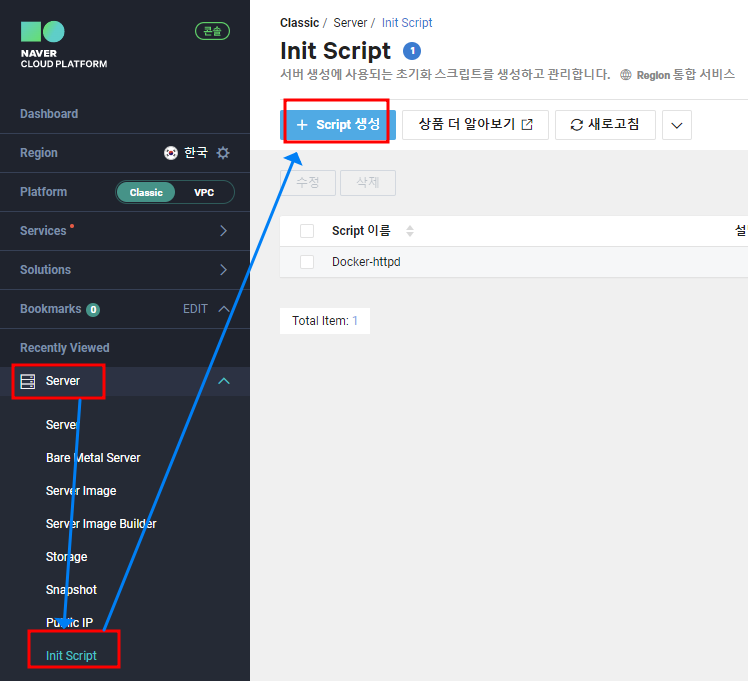 NAVER
CLOUD PLATFORM
콘솔
Dashboard
Region 한국
Platform Classic VPC
Services
Solutions
Bookmarks 0 EDIT
Recently Viewed
Server
Server
Bare Metal Server
Server Image
Server Image Builder
Storage
Snapshot
Public IP
Init Script
Classic / Server / Init Script
Init Script 1
서버 생성에 사용되는 초기화 스크립트를 생성하고 관리합니다. Region 통합 서비스
+ Script 생성 상품 더 알아보기 새로고침
수정 삭제
Script 이름 설
Docker-httpd
Total Item: 1